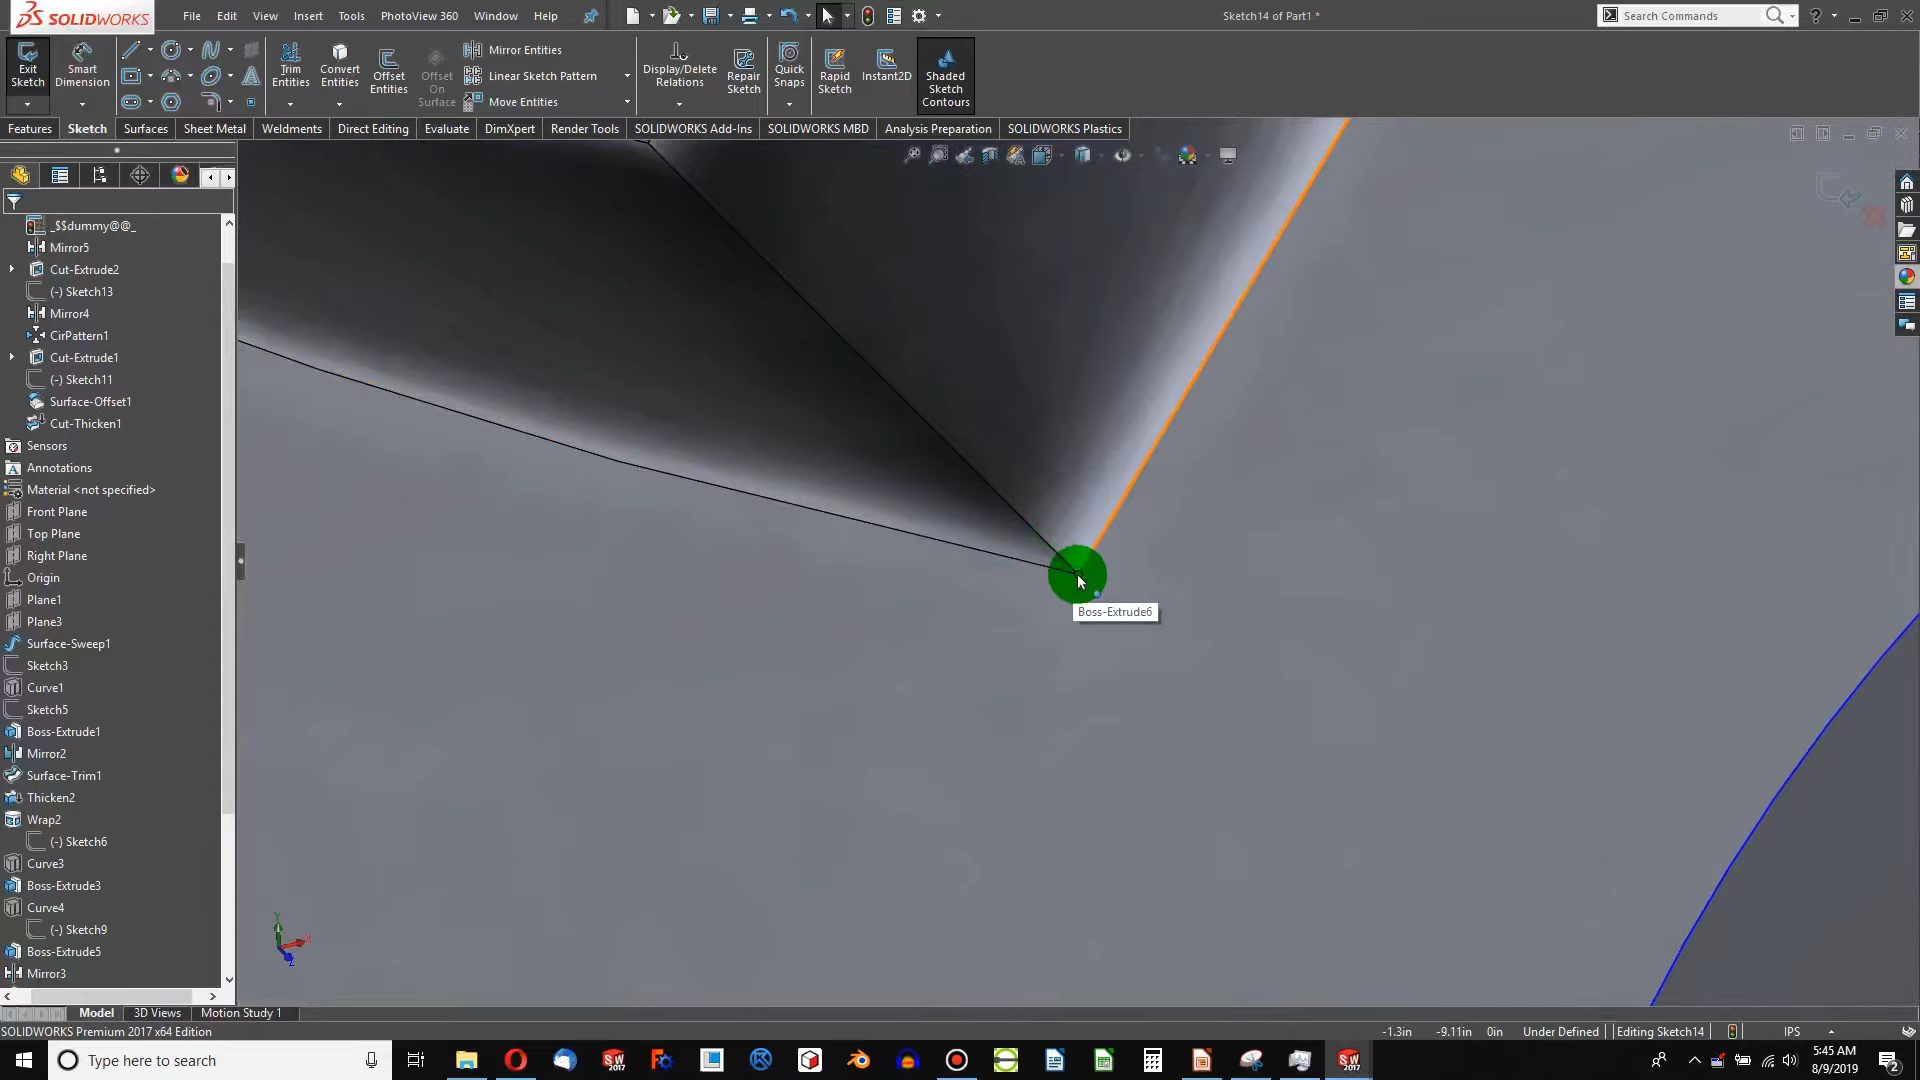 SOLIDWORKS
File Edit View Insert Tools PhotoView 360 Window Help
Sketch14 of Part1 *
Search Commands
Exit Sketch
Smart Dimension
Trim Entities
Convert Entities
Offset Entities
Offset On Surface
Mirror Entities
Linear Sketch Pattern
Move Entities
Display/Delete Relations
Repair Sketch
Quick Snaps
Rapid Sketch
Instant2D
Shaded Sketch Contours
Features Sketch Surfaces Sheet Metal Weldments Direct Editing Evaluate DimXpert Render Tools SOLIDWORKS Add-Ins SOLIDWORKS MBD Analysis Preparation SOLIDWORKS Plastics
_$$dummy@@_
Mirror5
Cut-Extrude2
(-) Sketch13
Mirror4
CirPattern1
Cut-Extrude1
(-) Sketch11
Surface-Offset1
Cut-Thicken1
Sensors
Annotations
Material <not specified>
Front Plane
Top Plane
Right Plane
Origin
Plane1
Plane3
Surface-Sweep1
Sketch3
Curve1
Sketch5
Boss-Extrude1
Mirror2
Surface-Trim1
Thicken2
Wrap2
(-) Sketch6
Curve3
Boss-Extrude3
Curve4
(-) Sketch9
Boss-Extrude5
Mirror3
Boss-Extrude6
Y
X
Z
Model 3D Views Motion Study 1
SOLIDWORKS Premium 2017 x64 Edition
-1.3in -9.11in 0in Under Defined Editing Sketch14 IPS
Type here to search
SW 2017
SW 2017
5:45 AM
8/9/2019
2